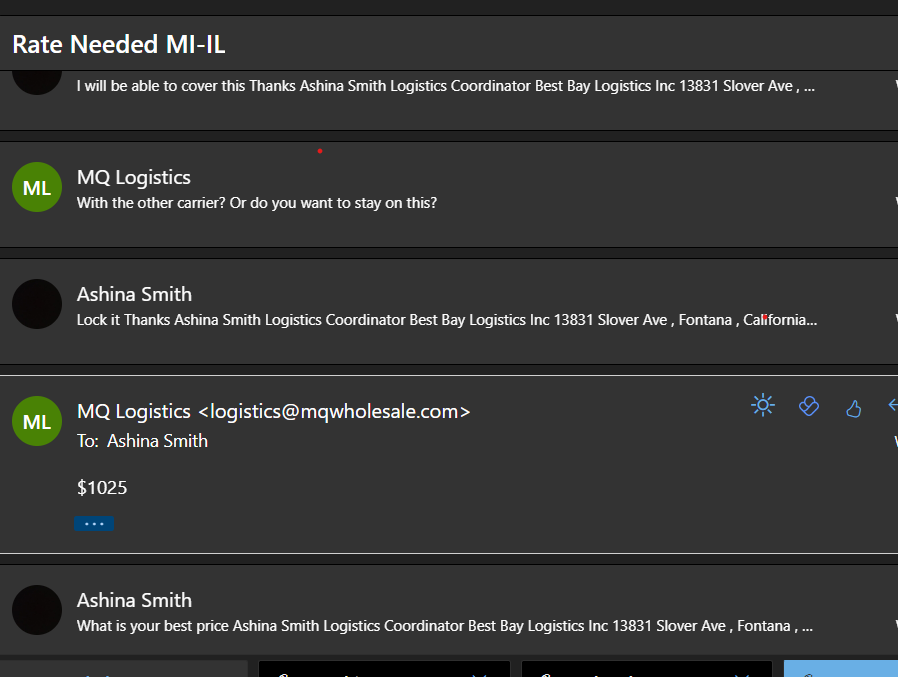 Rate Needed MI-IL
I will be able to cover this Thanks Ashina Smith Logistics Coordinator Best Bay Logistics Inc 13831 Slover Ave , ...
ML
MQ Logistics
With the other carrier? Or do you want to stay on this?
Ashina Smith
Lock it Thanks Ashina Smith Logistics Coordinator Best Bay Logistics Inc 13831 Slover Ave , Fontana , California...
ML
MQ Logistics <logistics@mqwholesale.com>
To: Ashina Smith
$1025
...
Ashina Smith
What is your best price Ashina Smith Logistics Coordinator Best Bay Logistics Inc 13831 Slover Ave , Fontana , ...